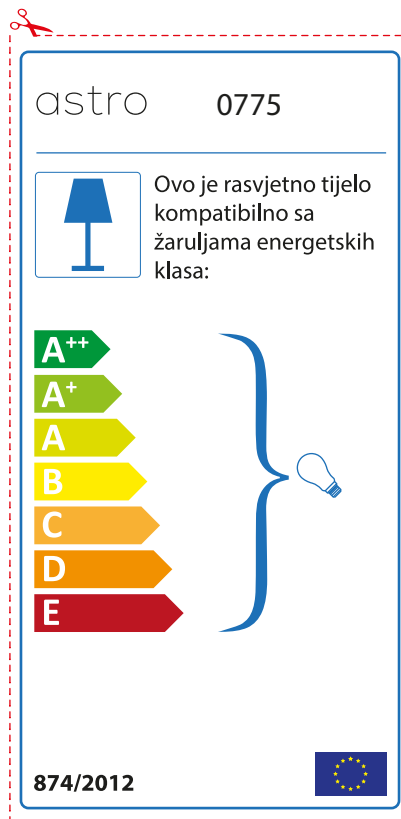 astro 0775
Ovo je rasvjetno tijelo
kompatibilno sa
žaruljama energetskih
klasa:
A++
A+
A
B
C
D
E
874/2012